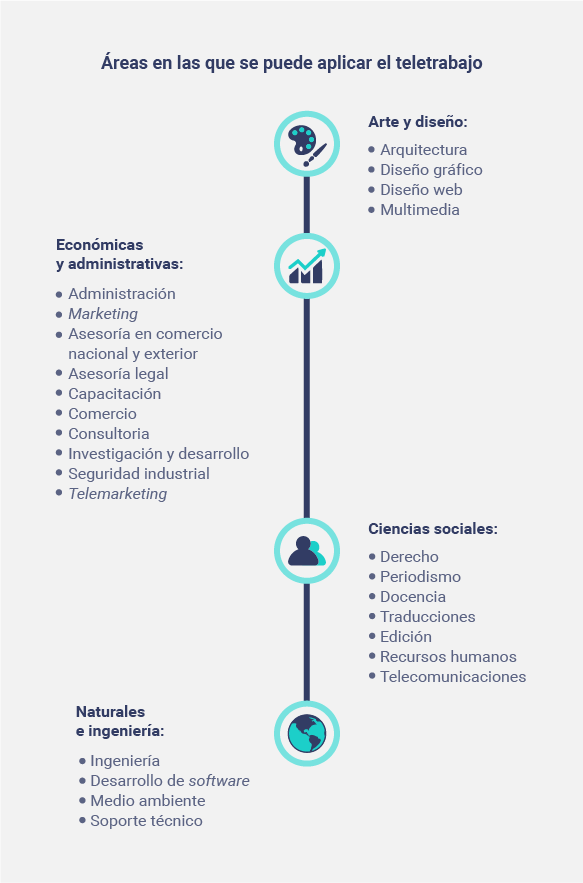 Áreas en las que se puede aplicar el teletrabajo
Arte y diseño:
• Arquitectura
• Diseño gráfico
• Diseño web
• Multimedia
Económicas
y administrativas:
• Administración
• Marketing
• Asesoría en comercio
nacional y exterior
• Asesoría legal
• Capacitación
• Comercio
• Consultoria
• Investigación y desarrollo
• Seguridad industrial
• Telemarketing
Ciencias sociales:
• Derecho
• Periodismo
• Docencia
• Traducciones
• Edición
• Recursos humanos
• Telecomunicaciones
Naturales
e ingeniería:
• Ingeniería
• Desarrollo de software
• Medio ambiente
• Soporte técnico